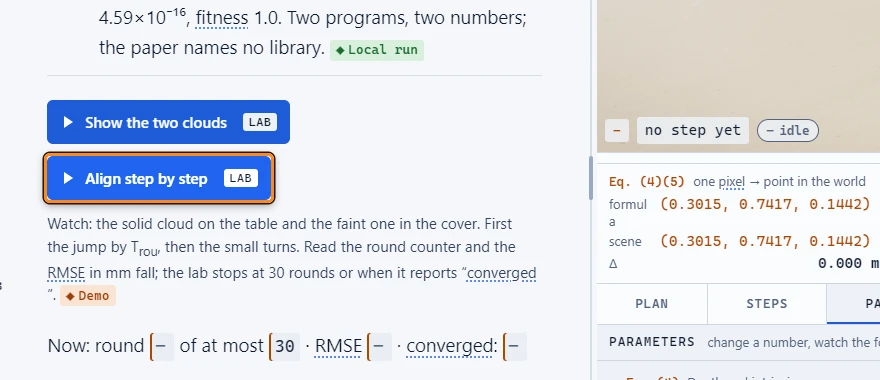 4.59×10⁻¹⁶, fitness 1.0. Two programs, two numbers;
the paper names no library. ◆ Local run
▶ Show the two clouds LAB
▶ Align step by step LAB
Watch: the solid cloud on the table and the faint one in the cover. First
the jump by Trou, then the small turns. Read the round counter and the
RMSE in mm fall; the lab stops at 30 rounds or when it reports “converged
”. ◆ Demo
Now: round – of at most 30 · RMSE – · converged: –
– no step yet – idle
Eq. (4)(5) one pixel → point in the world
formul
a (0.3015, 0.7417, 0.1442)
scene (0.3015, 0.7417, 0.1442)
Δ 0.000 m
PLAN STEPS PA
PARAMETERS change a number, watch the fo